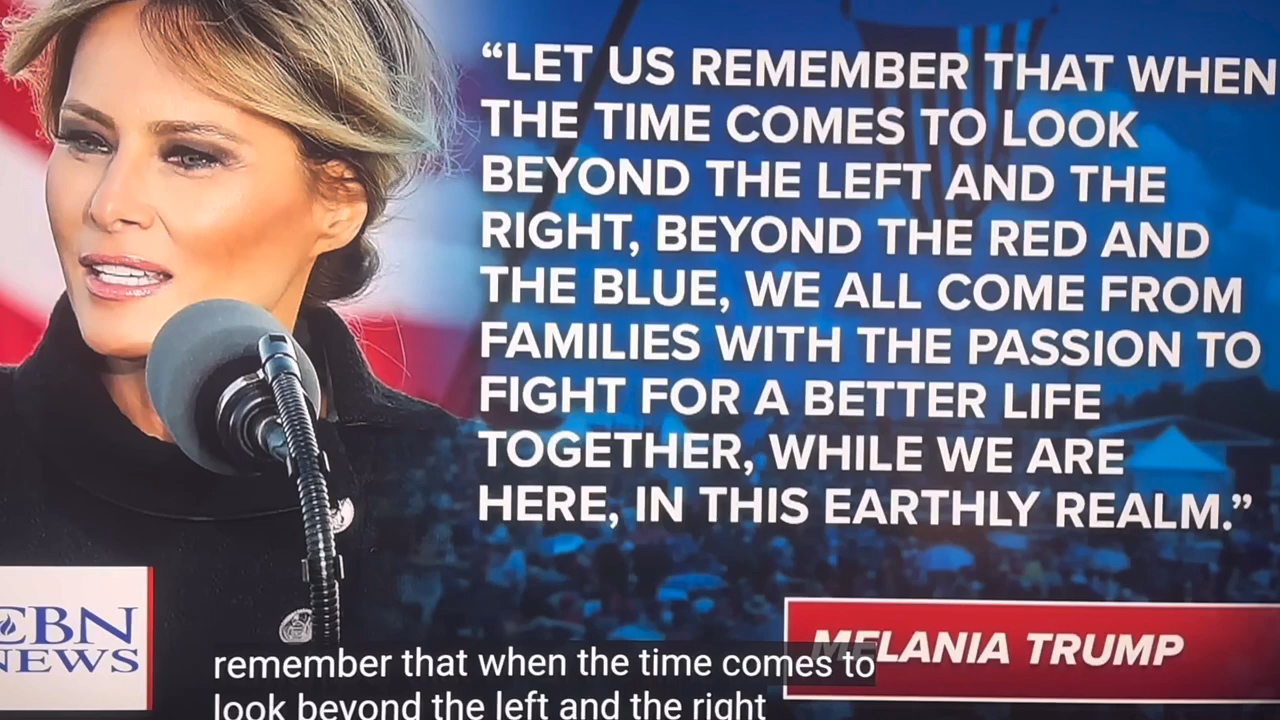 “LET US REMEMBER THAT WHEN
THE TIME COMES TO LOOK
BEYOND THE LEFT AND THE
RIGHT, BEYOND THE RED AND
THE BLUE, WE ALL COME FROM
FAMILIES WITH THE PASSION TO
FIGHT FOR A BETTER LIFE
TOGETHER, WHILE WE ARE
HERE, IN THIS EARTHLY REALM.”
MELANIA TRUMP
CBN
NEWS
remember that when the time comes to
look beyond the left and the right